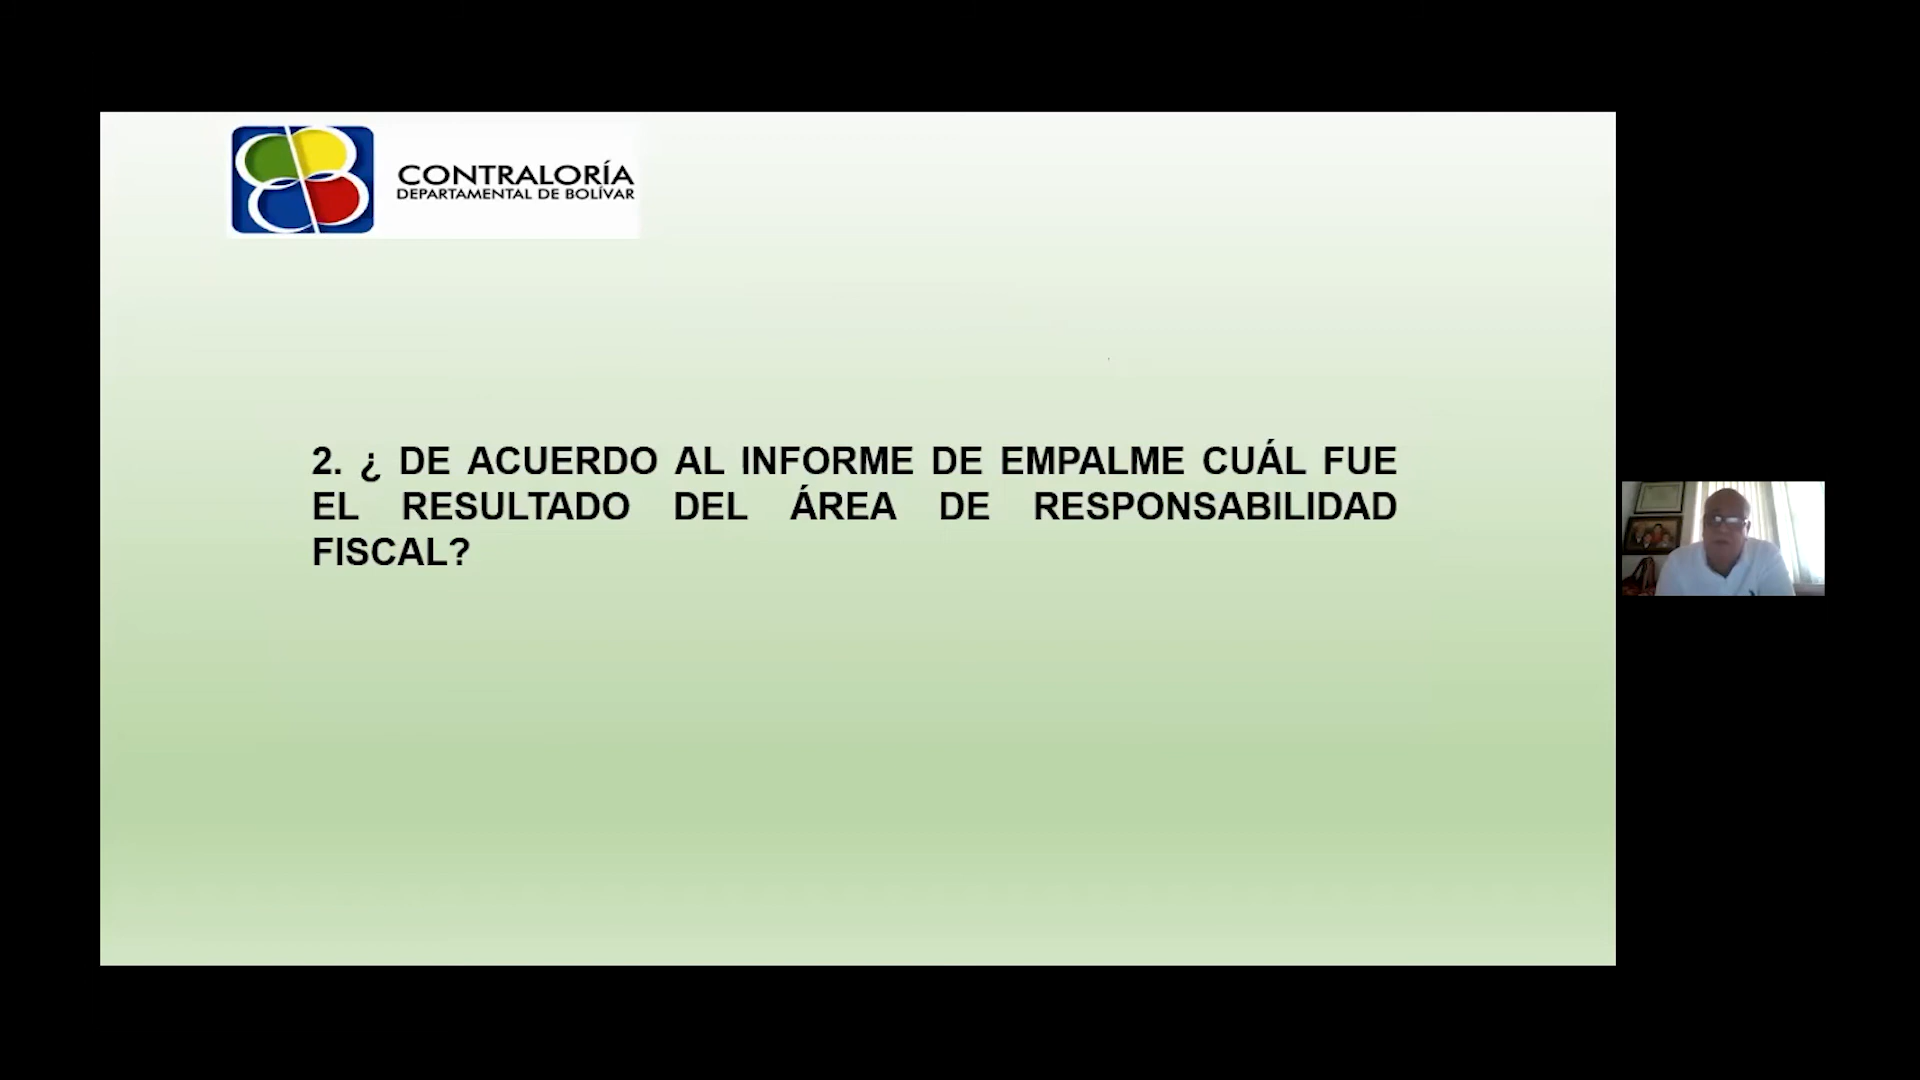 CONTRALORÍA
DEPARTAMENTAL DE BOLÍVAR
2. ¿ DE ACUERDO AL INFORME DE EMPALME CUÁL FUE
EL RESULTADO DEL ÁREA DE RESPONSABILIDAD
FISCAL?